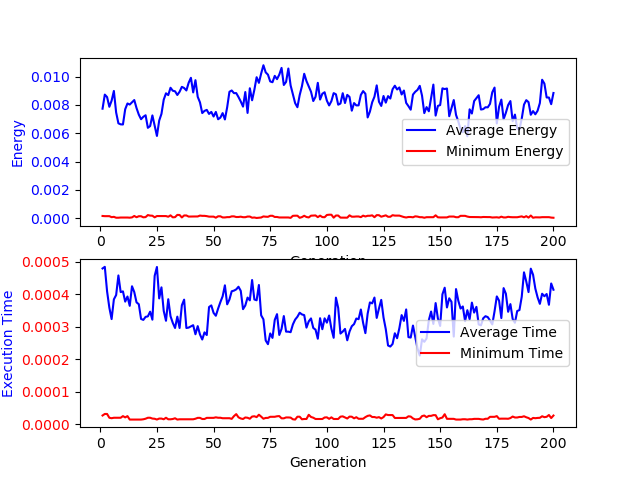 Energy
0.010
0.008
0.006
0.004
0.002
0.000
Average Energy
Minimum Energy
0 25 50 75 100 125 150 175 200
Generation
Execution Time
0.0005
0.0004
0.0003
0.0002
0.0001
0.0000
Average Time
Minimum Time
0 25 50 75 100 125 150 175 200
Generation